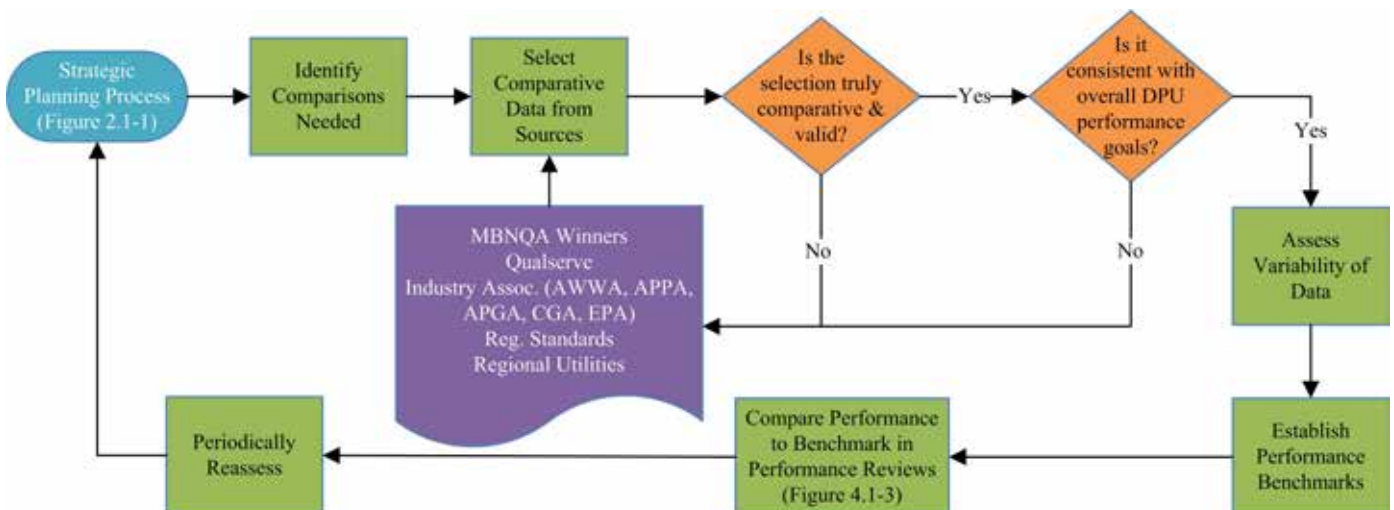 Strategic
Planning Process
(Figure 2.1-1)
Identify
Comparisons
Needed
Select
Comparative
Data from
Sources
Is the
selection truly
comparative &
valid?
Yes
Is it
consistent with
overall DPU
performance
goals?
Yes
No
No
MBNQA Winners
Qualserve
Industry Assoc. (AWWA, APPA,
APGA, CGA, EPA)
Reg. Standards
Regional Utilities
Assess
Variability of
Data
Periodically
Reassess
Compare Performance
to Benchmark in
Performance Reviews
(Figure 4.1-3)
Establish
Performance
Benchmarks